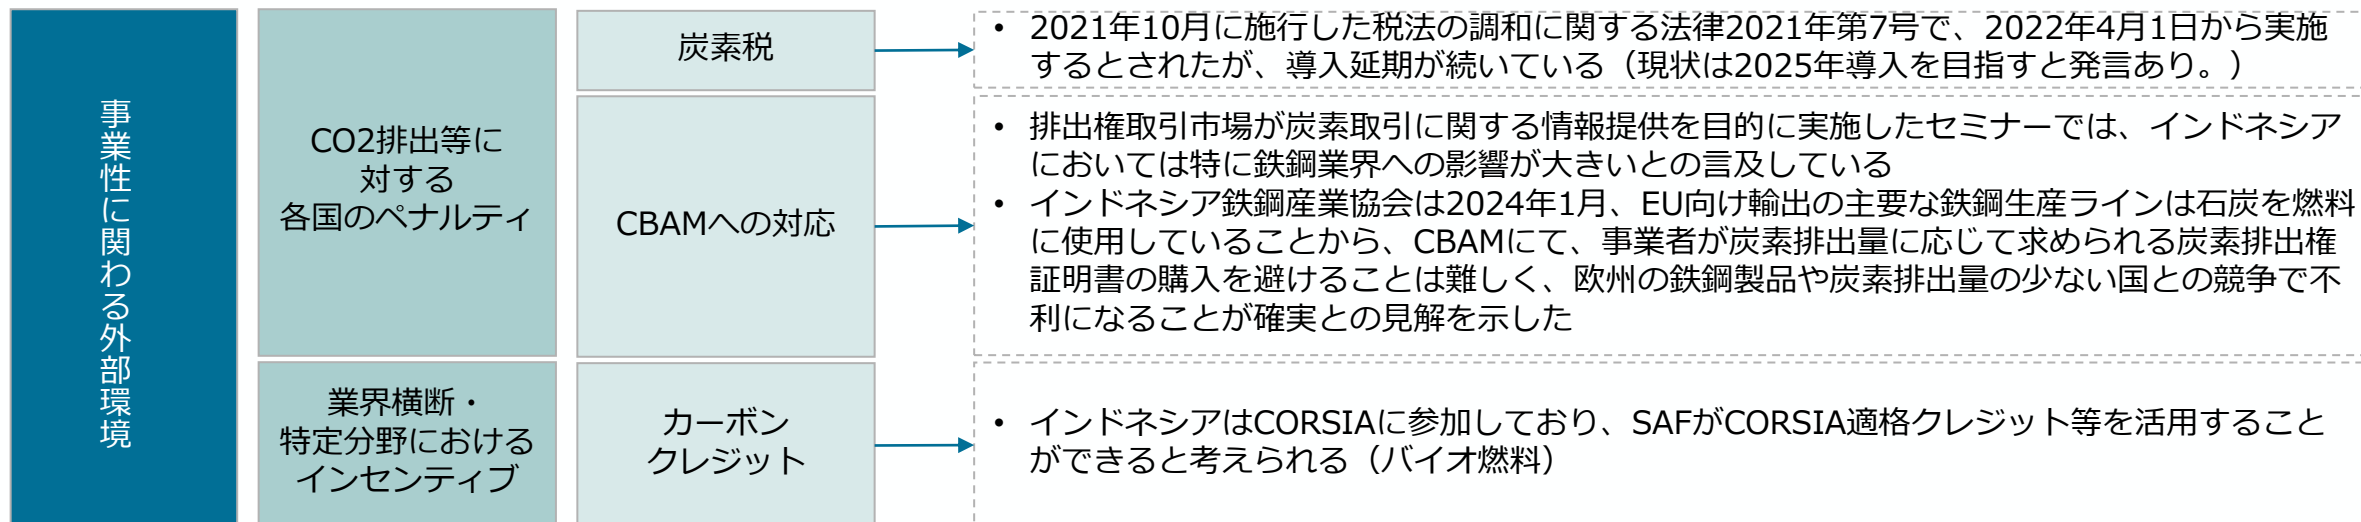 事業性に関わる外部環境
CO2排出等に
対する
各国のペナルティ
炭素税
• 2021年10月に施行した税法の調和に関する法律2021年第7号で、2022年4月1日から実施
するとされたが、導入延期が続いている（現状は2025年導入を目指すと発言あり。）
CBAMへの対応
• 排出権取引市場が炭素取引に関する情報提供を目的に実施したセミナーでは、インドネシア
においては特に鉄鋼業界への影響が大きいとの言及している
• インドネシア鉄鋼産業協会は2024年1月、EU向け輸出の主要な鉄鋼生産ラインは石炭を燃料
に使用していることから、CBAMにて、事業者が炭素排出量に応じて求められる炭素排出権
証明書の購入を避けることは難しく、欧州の鉄鋼製品や炭素排出量の少ない国との競争で不
利になることが確実との見解を示した
業界横断・
特定分野における
インセンティブ
カーボン
クレジット
• インドネシアはCORSIAに参加しており、SAFがCORSIA適格クレジット等を活用すること
ができると考えられる（バイオ燃料）